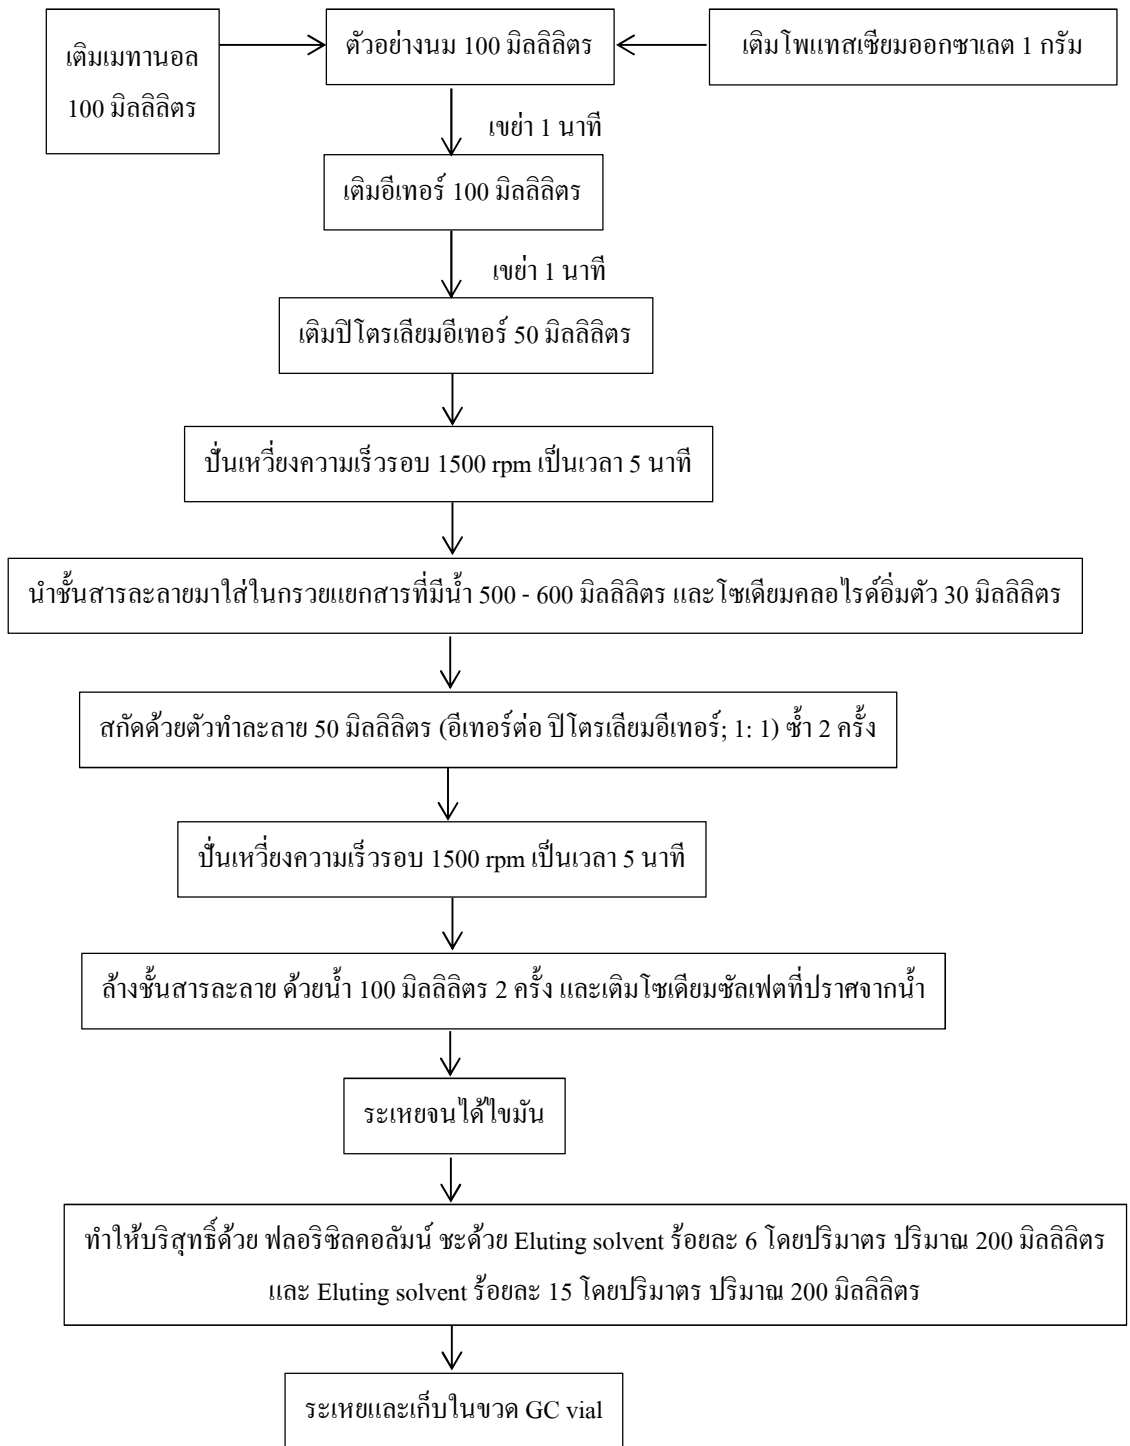 เติมเมทานอล
100 มิลลิลิตร
ตัวอย่างนม 100 มิลลิลิตร
เติมโพแทสเซียมออกซาเลต 1 กรัม
เขย่า 1 นาที
เติมอีเทอร์ 100 มิลลิลิตร
เขย่า 1 นาที
เติมปิโตรเลียมอีเทอร์ 50 มิลลิลิตร
ปั่นเหวี่ยงความเร็วรอบ 1500 rpm เป็นเวลา 5 นาที
นำชั้นสารละลายมาใส่ในกรวยแยกสารที่มีน้ำ 500 - 600 มิลลิลิตร และโซเดียมคลอไรด์อิ่มตัว 30 มิลลิลิตร
สกัดด้วยตัวทำละลาย 50 มิลลิลิตร (อีเทอร์ต่อ ปิโตรเลียมอีเทอร์; 1: 1) ซ้ำ 2 ครั้ง
ปั่นเหวี่ยงความเร็วรอบ 1500 rpm เป็นเวลา 5 นาที
ล้างชั้นสารละลาย ด้วยน้ำ 100 มิลลิลิตร 2 ครั้ง และเติมโซเดียมซัลเฟตที่ปราศจากน้ำ
ระเหยจนได้ไขมัน
ทำให้บริสุทธิ์ด้วย ฟลอริซิลคอลัมน์ ชะด้วย Eluting solvent ร้อยละ 6 โดยปริมาตร ปริมาณ 200 มิลลิลิตร
และ Eluting solvent ร้อยละ 15 โดยปริมาตร ปริมาณ 200 มิลลิลิตร
ระเหยและเก็บในขวด GC vial